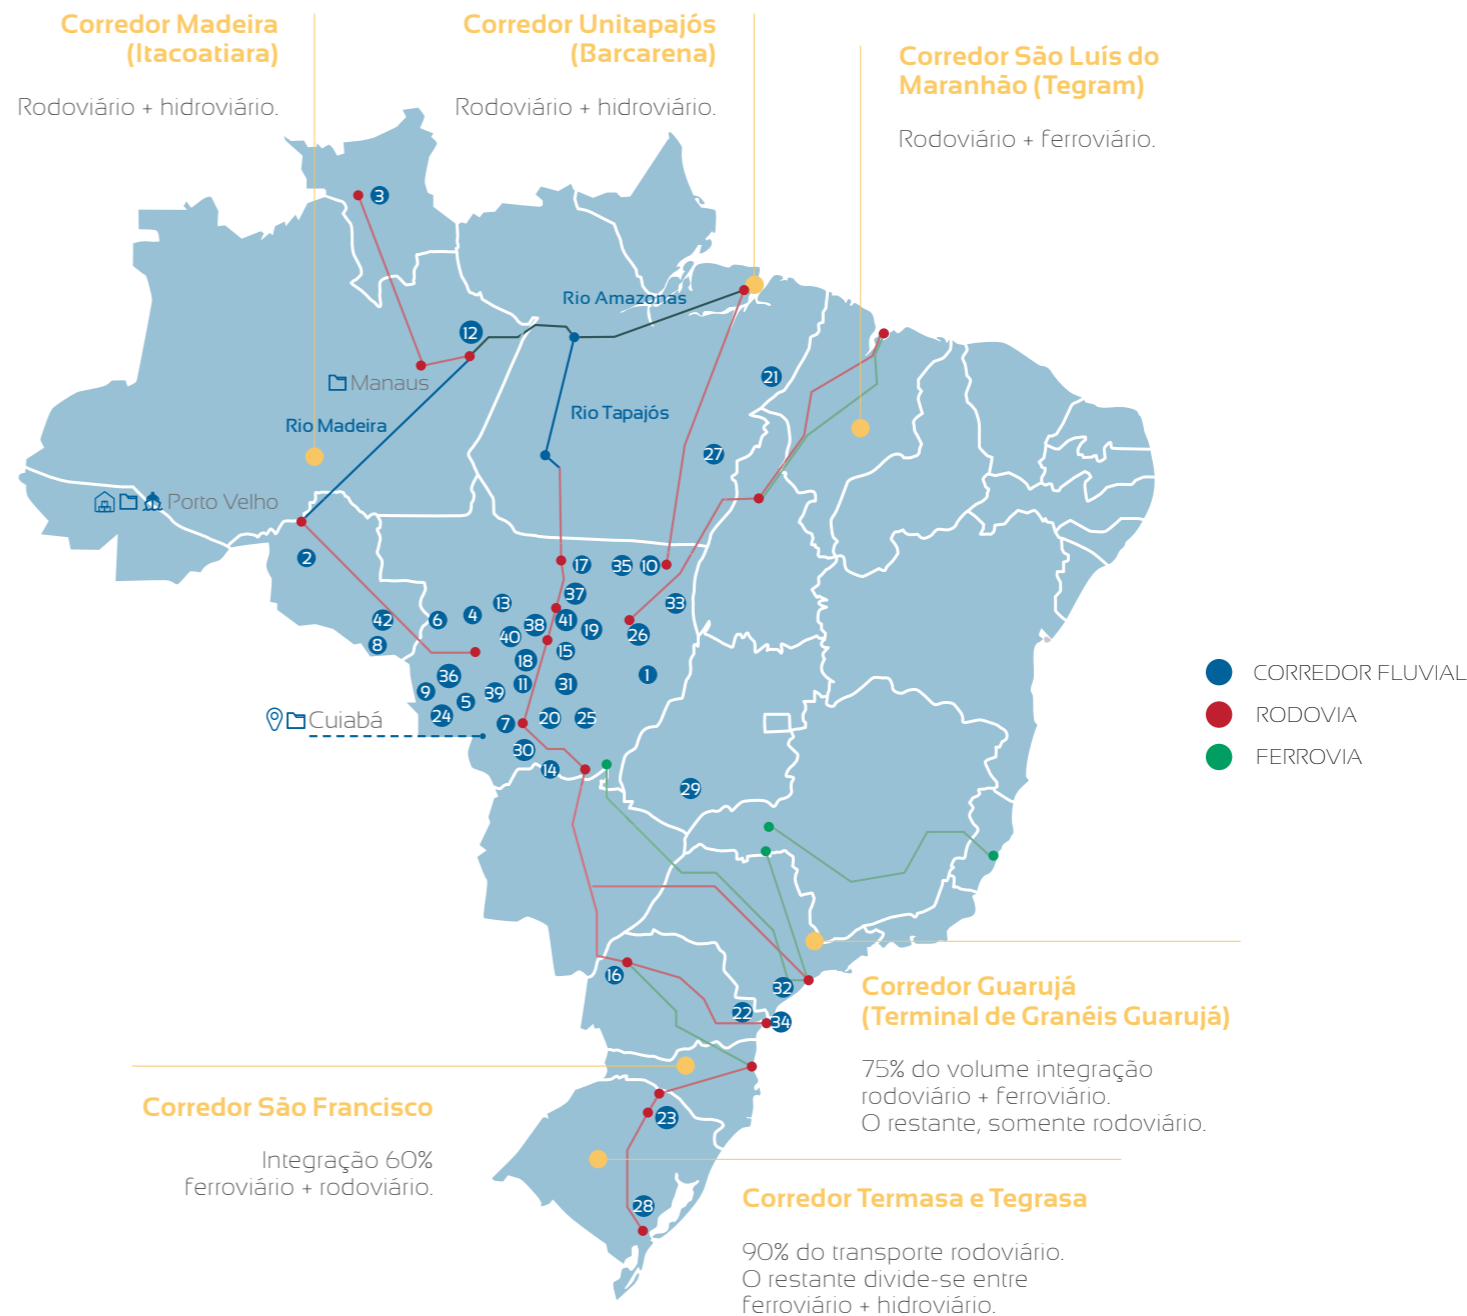 Corredor Madeira
(Itacoatiara)
Rodoviário + hidroviário.
Corredor Unitapajós
(Barcarena)
Rodoviário + hidroviário.
Corredor São Luís do
Maranhão (Tegram)
Rodoviário + ferroviário.
3
Rio Amazonas
12
Manaus
21
Rio Tapajós
Rio Madeira
27
Porto Velho
2
17
35
10
37
13
33
4
6
42
41
38
19
40
26
8
15
18
1
36
11
31
9
39
5
24
Cuiabá
7
20
25
30
14
29
CORREDOR FLUVIAL
RODOVIA
FERROVIA
16
32
22
34
Corredor Guarujá
(Terminal de Granéis Guarujá)
75% do volume integração
rodoviário + ferroviário.
O restante, somente rodoviário.
Corredor São Francisco
Integração 60%
ferroviário + rodoviário.
23
28
Corredor Termasa e Tegrasa
90% do transporte rodoviário.
O restante divide-se entre
ferroviário + hidroviário.